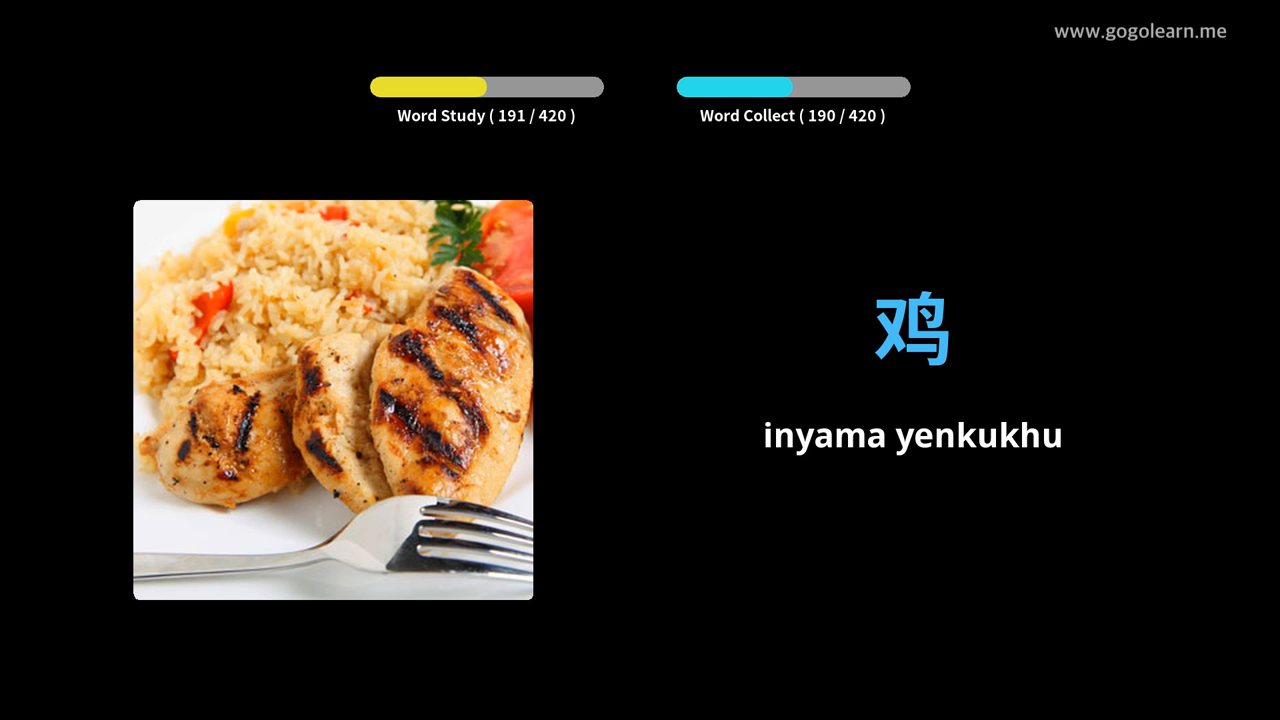 www.gogolearn.me
Word Study ( 191 / 420 )
Word Collect ( 190 / 420 )
鸡
inyama yenkukhu